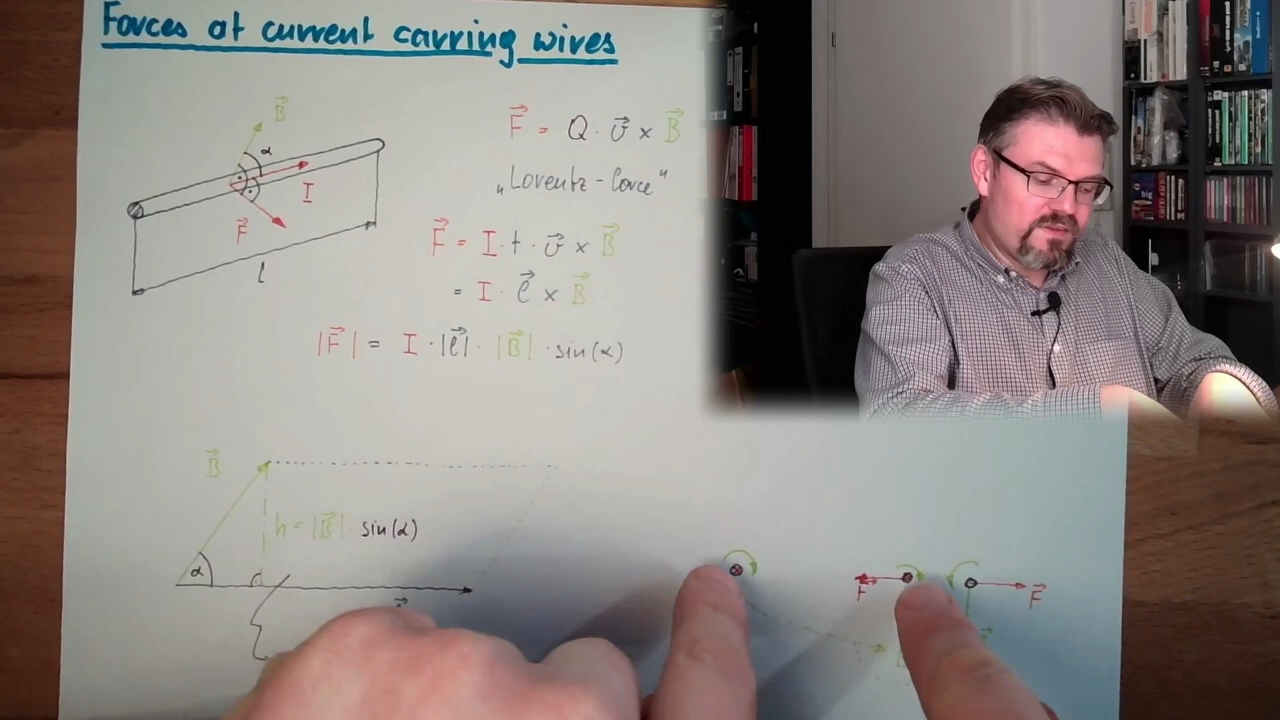 Forces at current carring wires
B⃗
α
I
F⃗
l
F⃗ = Q · v⃗ × B⃗
„Lorentz-Force"
F⃗ = I · t · v⃗ × B⃗
= I · ℓ⃗ × B⃗
|F⃗| = I · |ℓ⃗| · |B⃗| · sin(α)
B⃗
h = |B⃗| · sin(α)
α
F⃗
F⃗